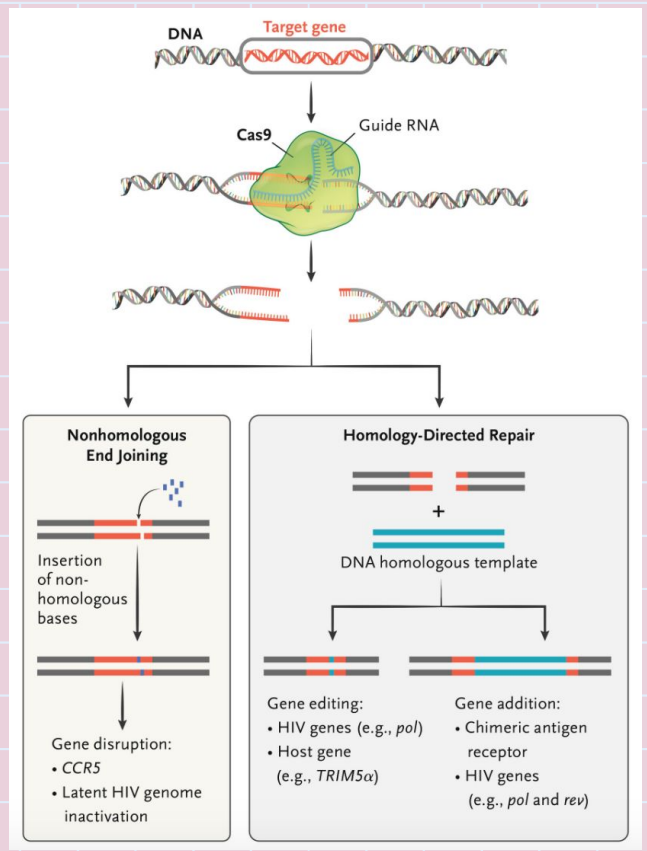 DNA
Target gene
Cas9
Guide RNA
Nonhomologous
End Joining
Insertion
of non-
homologous
bases
Gene disruption:
• CCR5
• Latent HIV genome
inactivation
Homology-Directed Repair
+
DNA homologous template
Gene editing:
• HIV genes (e.g., pol)
• Host gene
(e.g., TRIM5α)
Gene addition:
• Chimeric antigen
receptor
• HIV genes
(e.g., pol and rev)